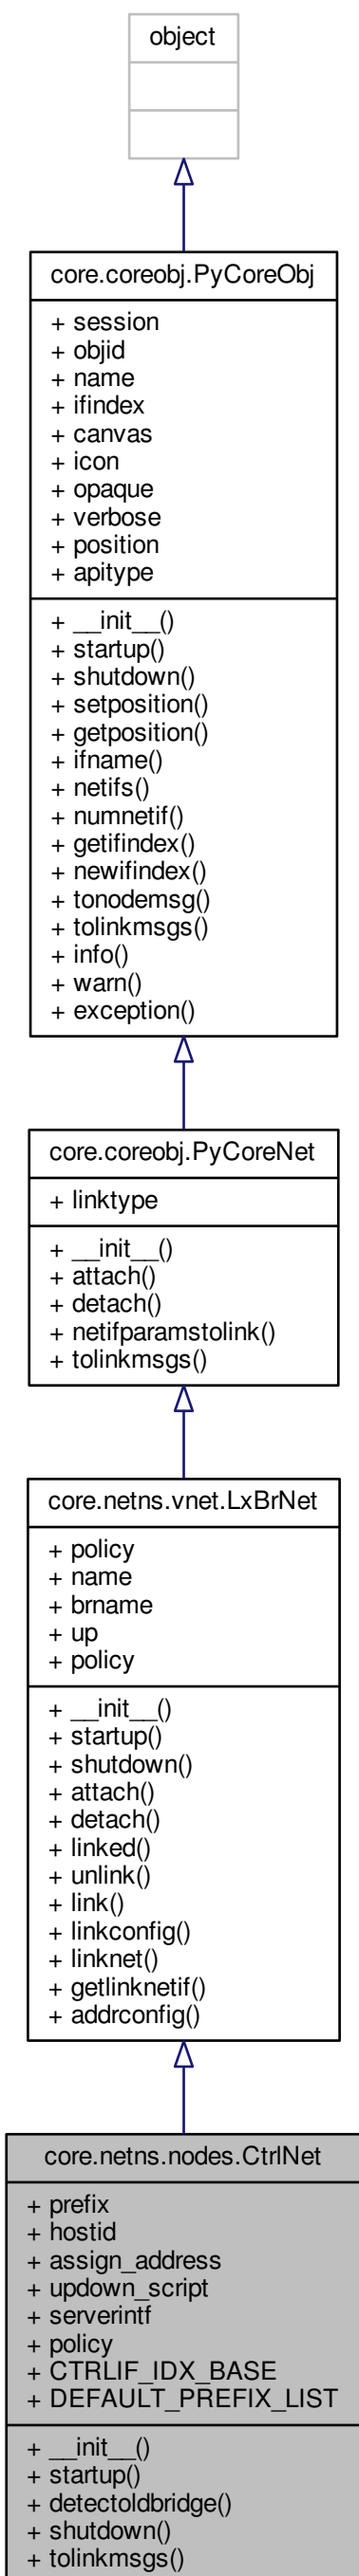 object
core.coreobj.PyCoreObj
+ session
+ objid
+ name
+ ifindex
+ canvas
+ icon
+ opaque
+ verbose
+ position
+ apitype
+ __init__()
+ startup()
+ shutdown()
+ setposition()
+ getposition()
+ ifname()
+ netifs()
+ numnetif()
+ getifindex()
+ newifindex()
+ tonodemsg()
+ tolinkmsgs()
+ info()
+ warn()
+ exception()
core.coreobj.PyCoreNet
+ linktype
+ __init__()
+ attach()
+ detach()
+ netifparamstolink()
+ tolinkmsgs()
core.netns.vnet.LxBrNet
+ policy
+ name
+ brname
+ up
+ policy
+ __init__()
+ startup()
+ shutdown()
+ attach()
+ detach()
+ linked()
+ unlink()
+ link()
+ linkconfig()
+ linknet()
+ getlinknetif()
+ addrconfig()
core.netns.nodes.CtrlNet
+ prefix
+ hostid
+ assign_address
+ updown_script
+ serverintf
+ policy
+ CTRLIF_IDX_BASE
+ DEFAULT_PREFIX_LIST
+ __init__()
+ startup()
+ detectoldbridge()
+ shutdown()
+ tolinkmsgs()